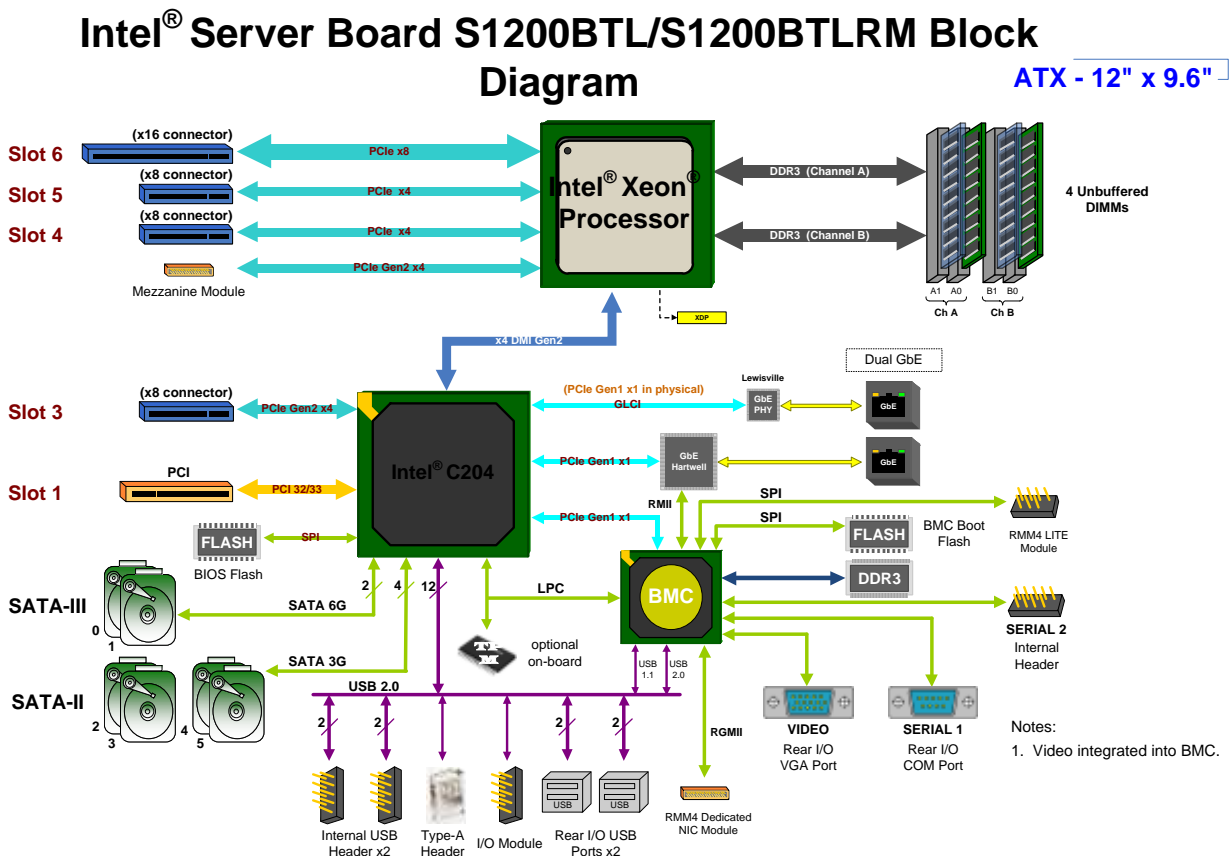 Intel® Server Board S1200BTL/S1200BTLRM Block
Diagram
ATX - 12" x 9.6"
(x16 connector)
Slot 6
PCIe x8
(x8 connector)
Slot 5
PCIe x4
(x8 connector)
Slot 4
PCIe x4
PCIe Gen2 x4
Mezzanine Module
Intel® Xeon®
Processor
DDR3 (Channel A)
DDR3 (Channel B)
4 Unbuffered
DIMMs
A1 A0 B1 B0
Ch A Ch B
XDP
x4 DMI Gen2
Dual GbE
(x8 connector)
Slot 3
PCIe Gen2 x4
(PCIe Gen1 x1 in physical)
GLCI
Lewisville
GbE
PHY
GbE
Intel® C204
PCIe Gen1 x1
GbE
Hartwell
GbE
PCI
Slot 1
PCI 32/33
RMII
SPI
PCIe Gen1 x1
SPI
FLASH
SPI
BIOS Flash
FLASH
BMC Boot
Flash
RMM4 LITE
Module
2
4
12
LPC
BMC
DDR3
SATA-III
0
1
SATA 6G
TPM
optional
on-board
SERIAL 2
Internal
Header
SATA 3G
USB
1.1
USB
2.0
SATA-II
2
3
4
5
USB 2.0
2
2
2
2
RGMII
VIDEO
Rear I/O
VGA Port
SERIAL 1
Rear I/O
COM Port
Notes:
1. Video integrated into BMC.
USB
USB
Internal USB
Header x2
Type-A
Header
I/O Module
Rear I/O USB
Ports x2
RMM4 Dedicated
NIC Module